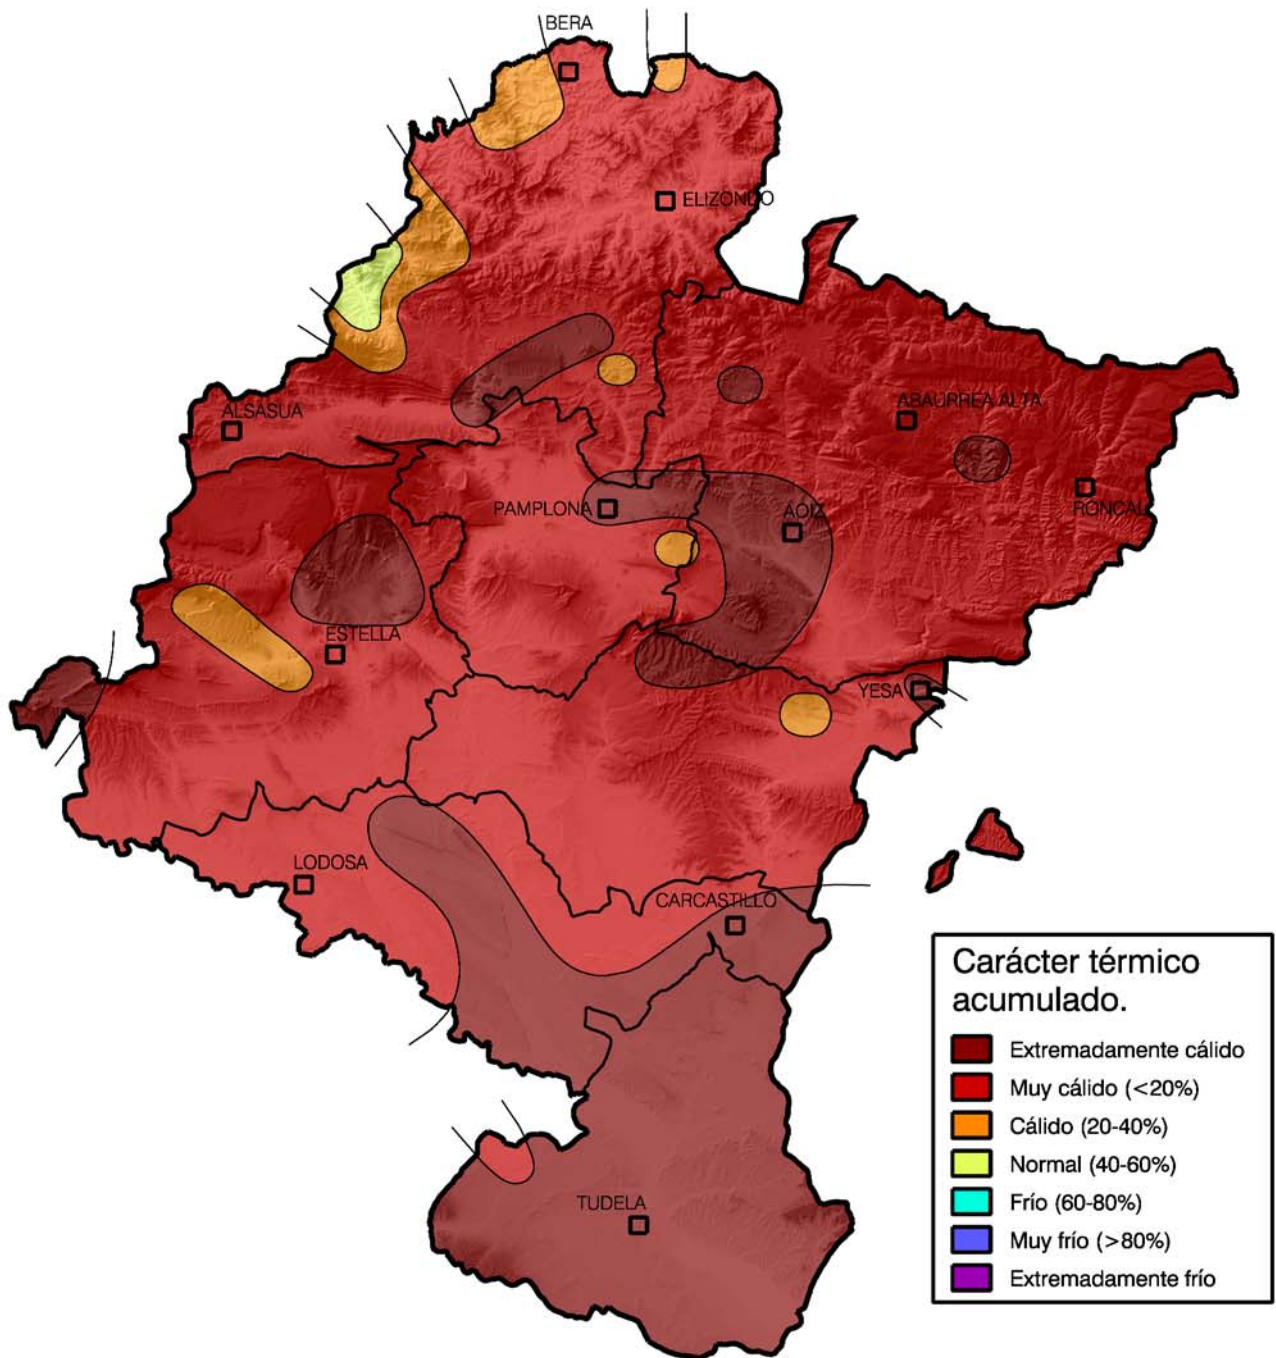 BERA
ELIZONDO
ALSASUA
ABAURREA ALTA
PAMPLONA
AOIZ
RONCAL
ESTELLA
YESA
LODOSA
CARCASTILLO
TUDELA
Carácter térmico
acumulado.
Extremadamente cálido
Muy cálido (<20%)
Cálido (20-40%)
Normal (40-60%)
Frío (60-80%)
Muy frío (>80%)
Extremadamente frío